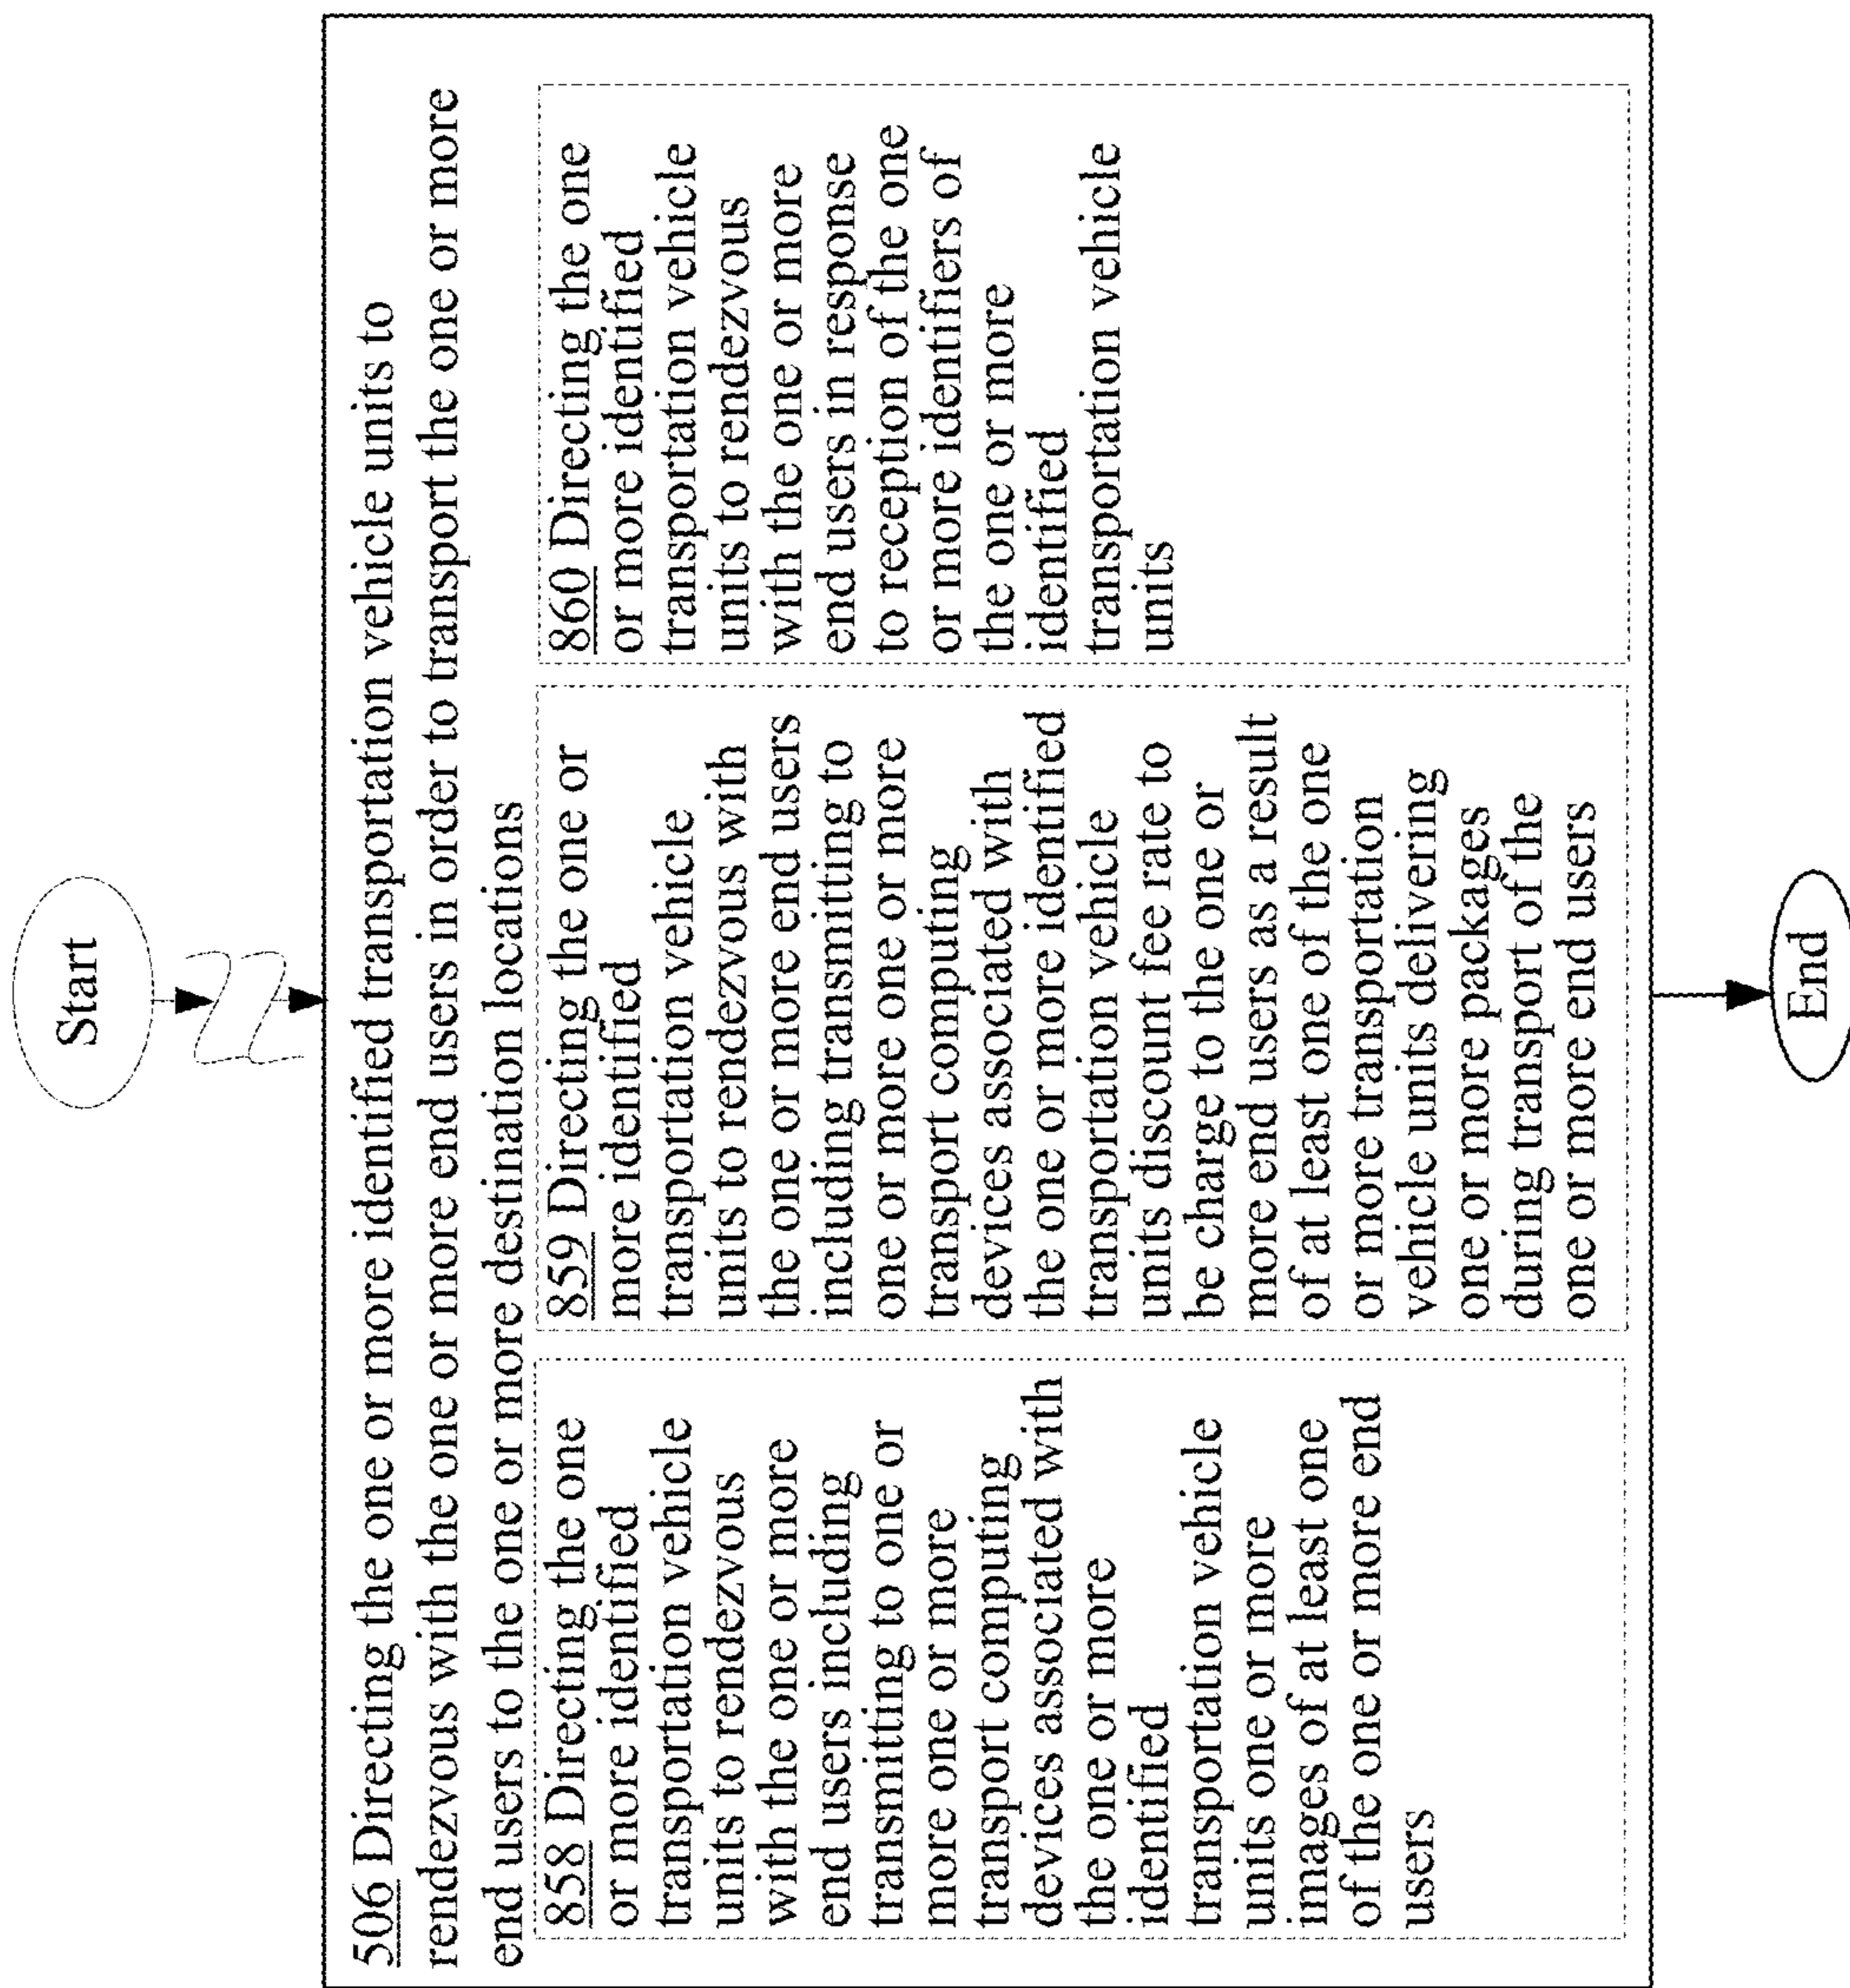 Start
506 Directing the one or more identified transportation vehicle units to
rendezvous with the one or more end users in order to transport the one or more
end users to the one or more destination locations
858 Directing the one
or more identified
transportation vehicle
units to rendezvous
with the one or more
end users including
transmitting to one or
more one or more
transport computing
devices associated with
the one or more
identified
transportation vehicle
units one or more
images of at least one
of the one or more end
users
859 Directing the one or
more identified
transportation vehicle
units to rendezvous with
the one or more end users
including transmitting to
one or more one or more
transport computing
devices associated with
the one or more identified
transportation vehicle
units discount fee rate to
be charge to the one or
more end users as a result
of at least one of the one
or more transportation
vehicle units delivering
one or more packages
during transport of the
one or more end users
860 Directing the one
or more identified
transportation vehicle
units to rendezvous
with the one or more
end users in response
to reception of the one
or more identifiers of
the one or more
identified
transportation vehicle
units
End